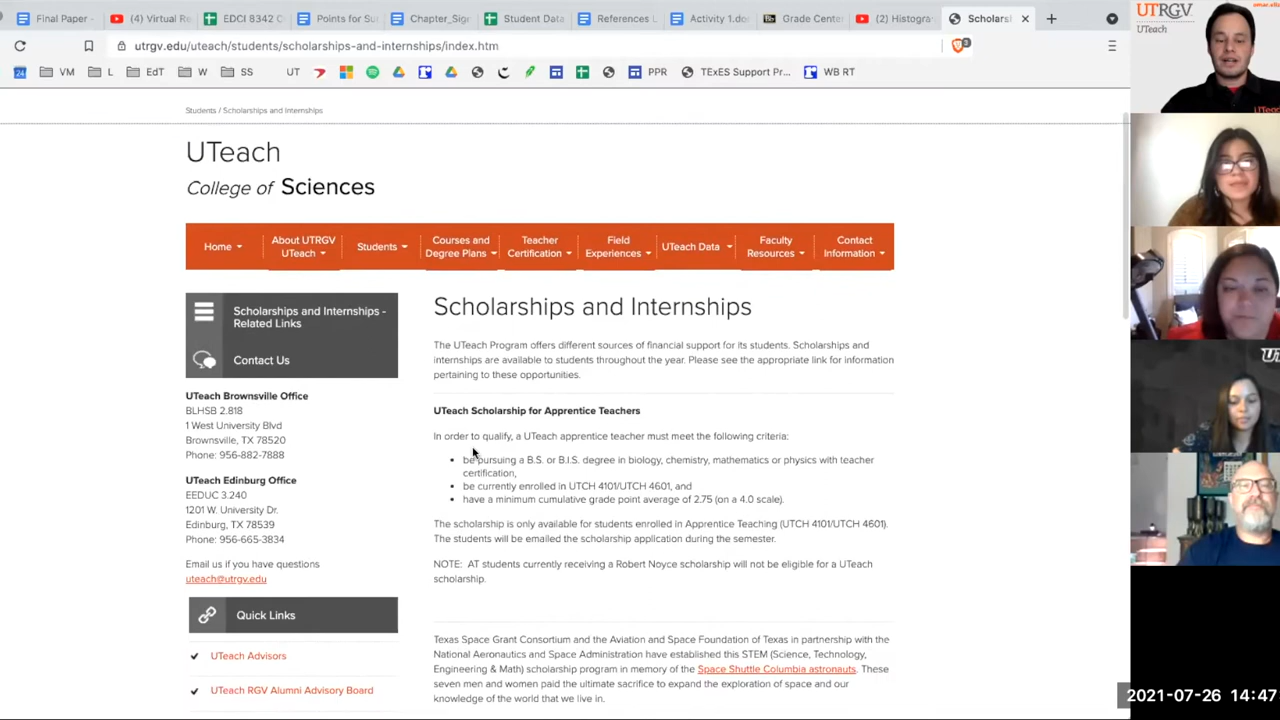 Final Paper -
(4) Virtual Re
EDCI 8342 C
Points for Su
Chapter_Sign
Student Data
References L
Activity 1.do
Grade Center
(1) Histogra
Scholarsl
utrgv.edu/uteach/students/scholarships-and-internships/index.htm
VM
L
EdT
W
SS
UT
PPR
TExES Support Pr...
WB RT
Students / Scholarships and Internships
UTeach
College of Sciences
Home
About UTRGV UTeach
Students
Courses and Degree Plans
Teacher Certification
Field Experiences
UTeach Data
Faculty Resources
Contact Information
Scholarships and Internships -
Related Links
Contact Us
UTeach Brownsville Office
BLHSB 2.818
1 West University Blvd
Brownsville, TX 78520
Phone: 956-882-7888
UTeach Edinburg Office
EEDUC 3.240
1201 W. University Dr.
Edinburg, TX 78539
Phone: 956-665-3834
Email us if you have questions
uteach@utrgv.edu
Quick Links
UTeach Advisors
UTeach RGV Alumni Advisory Board
Scholarships and Internships
The UTeach Program offers different sources of financial support for its students. Scholarships and
internships are available to students throughout the year. Please see the appropriate link for information
pertaining to these opportunities.
UTeach Scholarship for Apprentice Teachers
In order to qualify, a UTeach apprentice teacher must meet the following criteria:
be pursuing a B.S. or B.I.S. degree in biology, chemistry, mathematics or physics with teacher
certification,
be currently enrolled in UTCH 4101/UTCH 4601, and
have a minimum cumulative grade point average of 2.75 (on a 4.0 scale).
The scholarship is only available for students enrolled in Apprentice Teaching (UTCH 4101/UTCH 4601).
The students will be emailed the scholarship application during the semester.
NOTE: AT students currently receiving a Robert Noyce scholarship will not be eligible for a UTeach
scholarship.
Texas Space Grant Consortium and the Aviation and Space Foundation of Texas in partnership with the
National Aeronautics and Space Administration have established this STEM (Science, Technology,
Engineering & Math) scholarship program in memory of the Space Shuttle Columbia astronauts. These
seven men and women paid the ultimate sacrifice to expand the exploration of space and our
knowledge of the world that we live in.
UTRGV
UTeach
2021-07-26 14:47